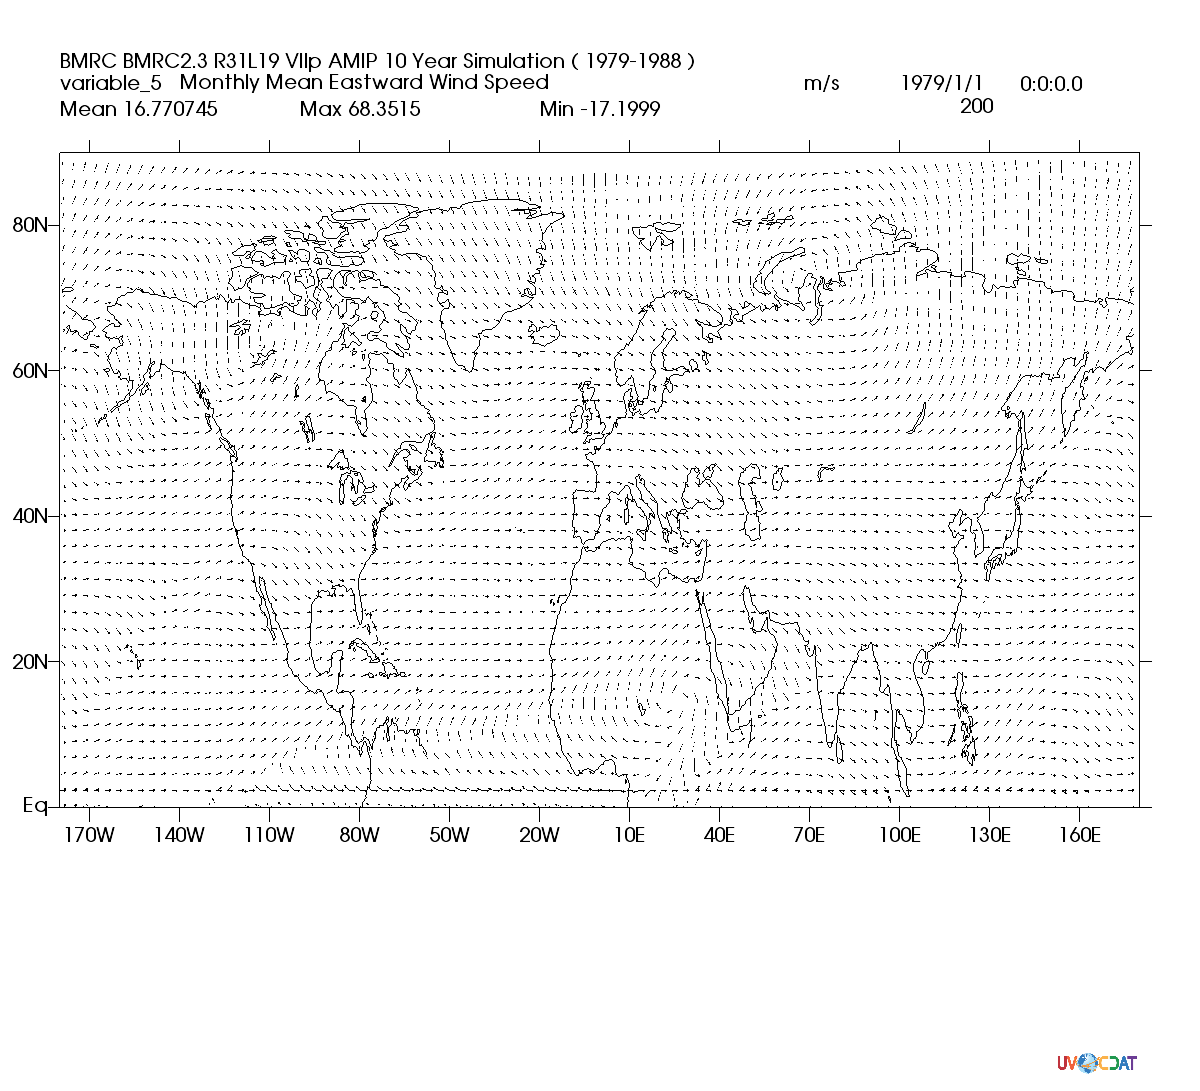 BMRC BMRC2.3 R31L19 VIIp AMIP 10 Year Simulation ( 1979-1988 )
variable_5 Monthly Mean Eastward Wind Speed m/s 1979/1/1 0:0:0.0
Mean 16.770745 Max 68.3515 Min -17.1999 200
80N
60N
40N
20N
Eq
170W 140W 110W 80W 50W 20W 10E 40E 70E 100E 130E 160E
UV CDAT